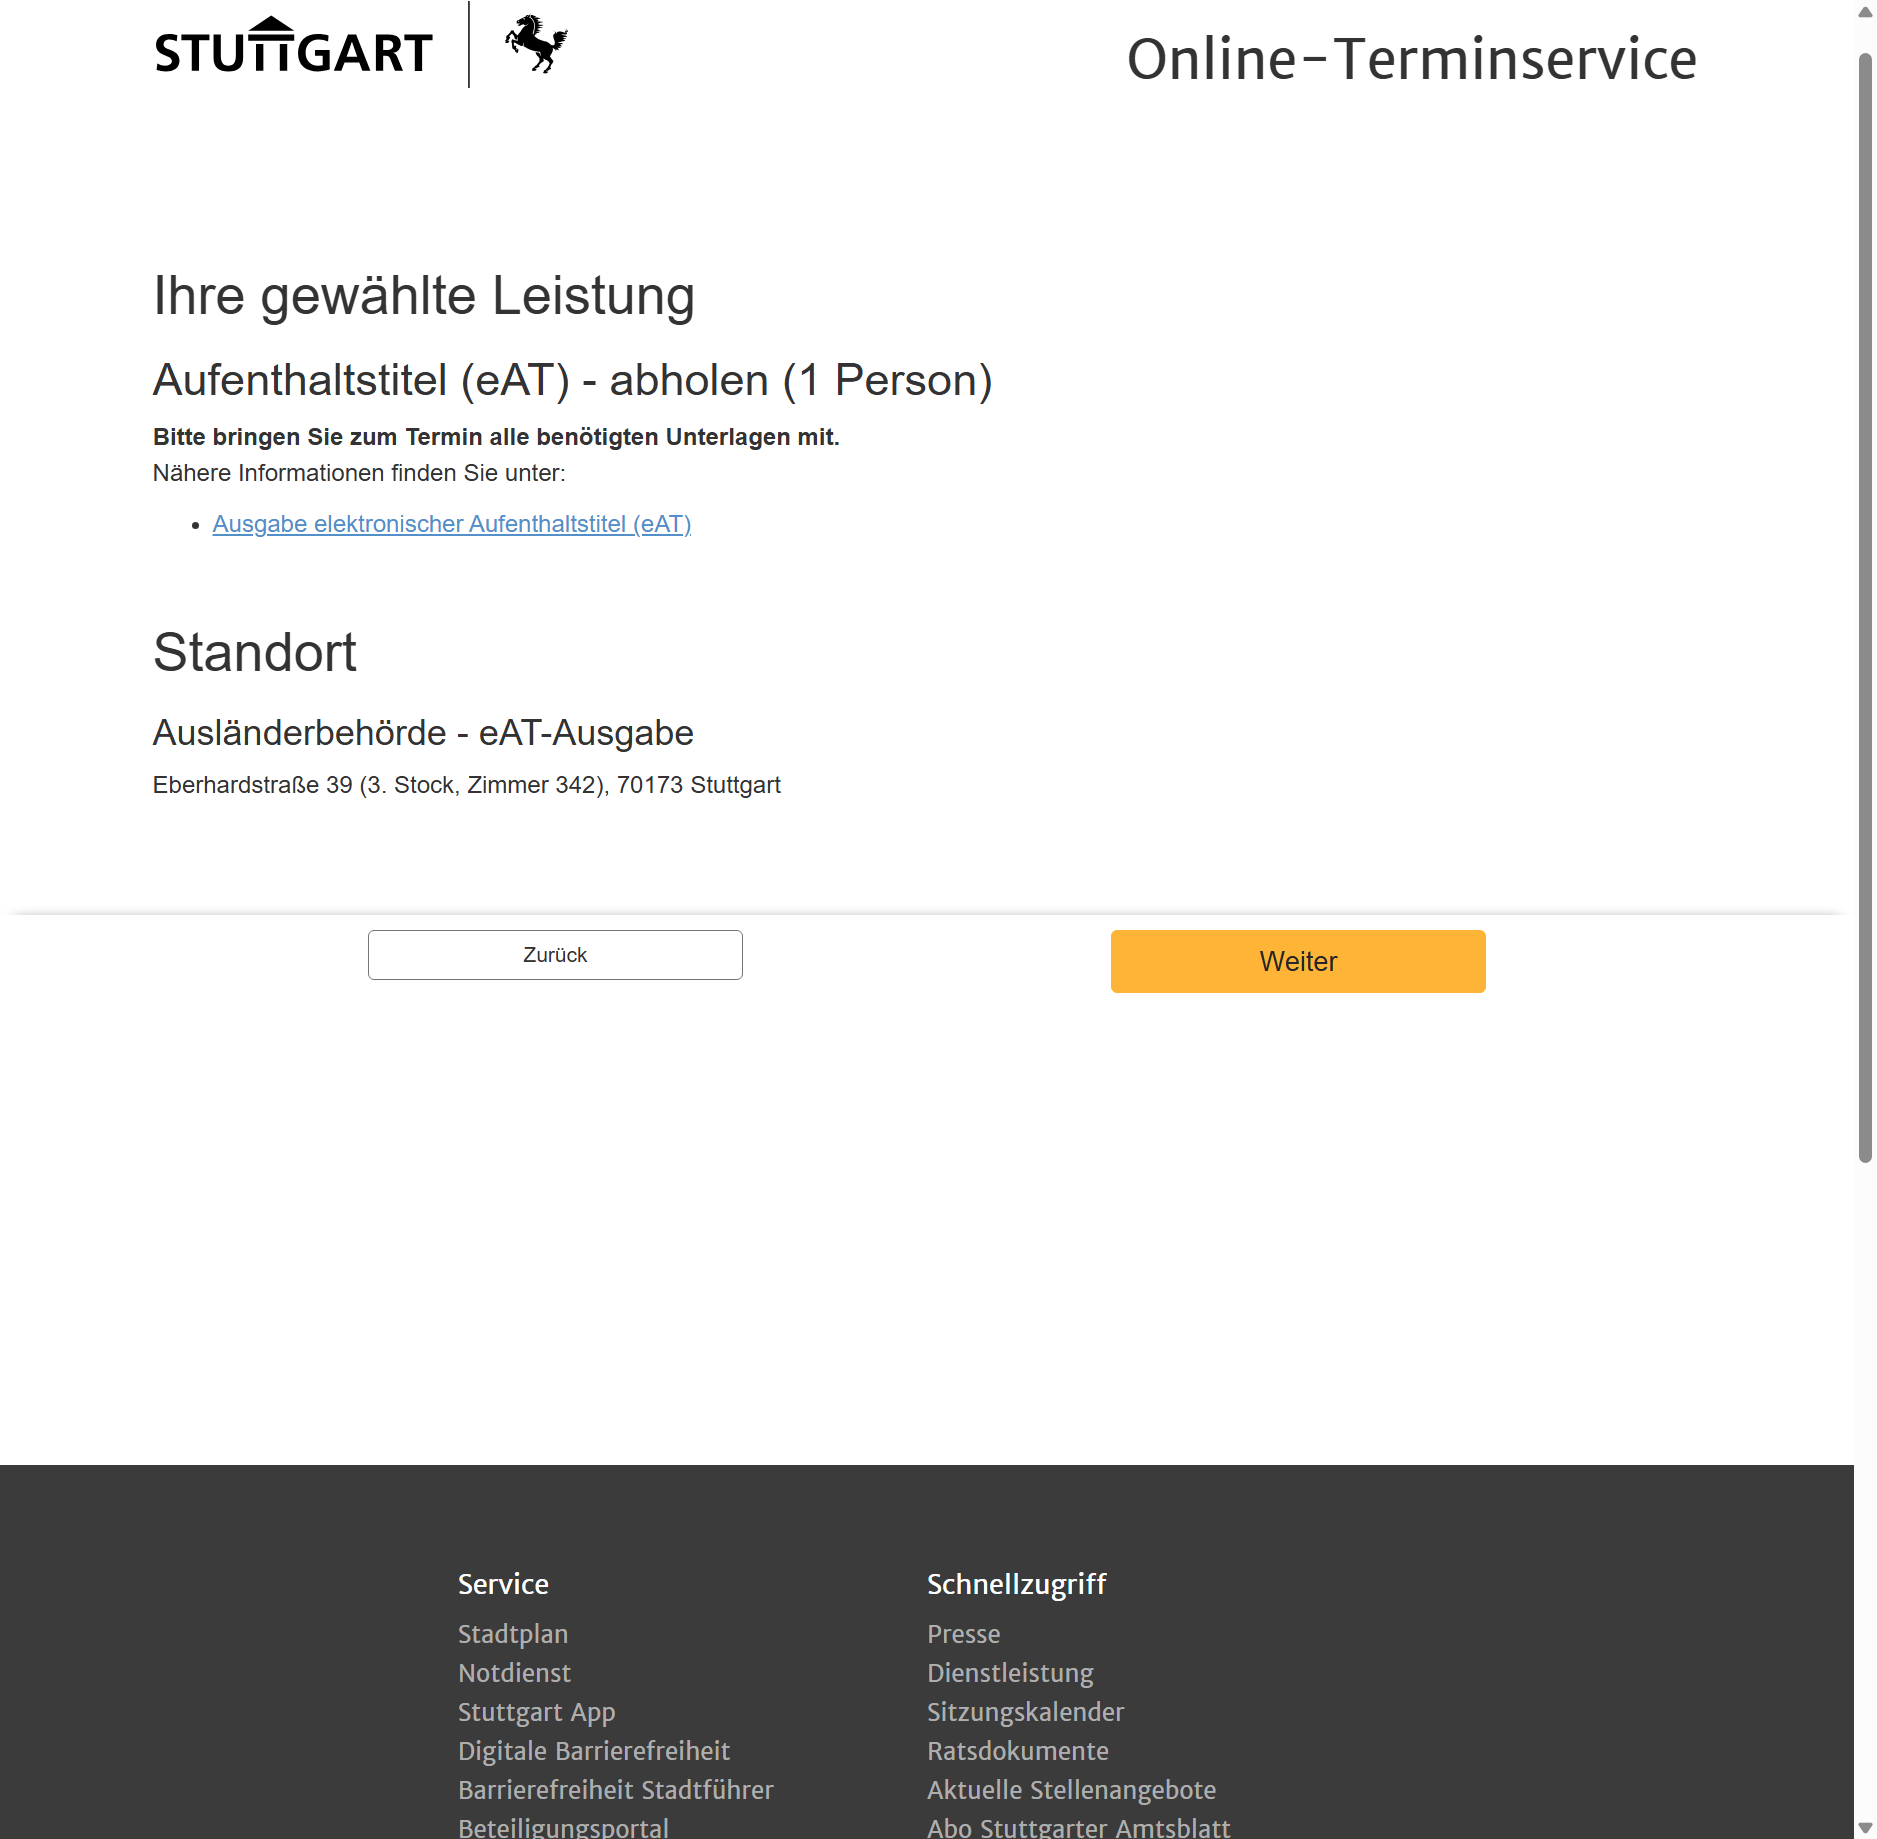 STUTTGART
Online-Terminservice
Ihre gewählte Leistung
Aufenthaltstitel (eAT) - abholen (1 Person)
Bitte bringen Sie zum Termin alle benötigten Unterlagen mit.
Nähere Informationen finden Sie unter:
• Ausgabe elektronischer Aufenthaltstitel (eAT)
Standort
Ausländerbehörde - eAT-Ausgabe
Eberhardstraße 39 (3. Stock, Zimmer 342), 70173 Stuttgart
Zurück
Weiter
Service
Stadtplan
Notdienst
Stuttgart App
Digitale Barrierefreiheit
Barrierefreiheit Stadtführer
Beteiligungsportal
Schnellzugriff
Presse
Dienstleistung
Sitzungskalender
Ratsdokumente
Aktuelle Stellenangebote
Abo Stuttgarter Amtsblatt